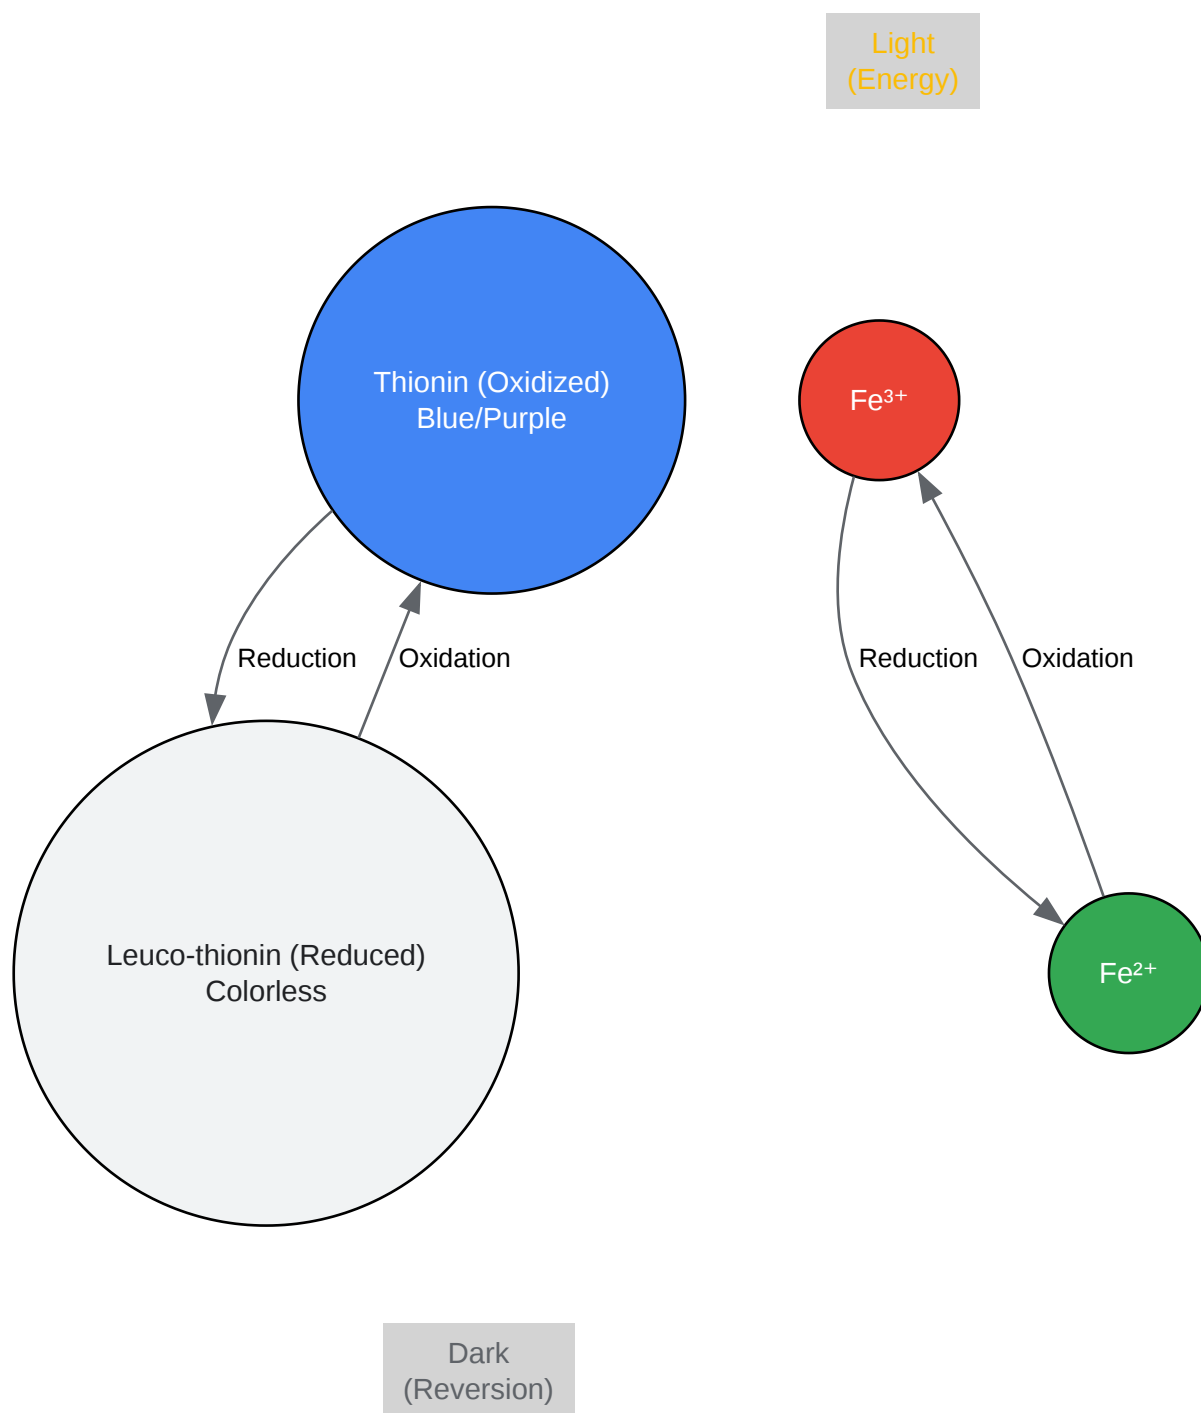 Light
(Energy)
Thionin (Oxidized)
Blue/Purple
Fe³⁺
Reduction
Oxidation
Reduction
Oxidation
Leuco-thionin (Reduced)
Colorless
Fe²⁺
Dark
(Reversion)